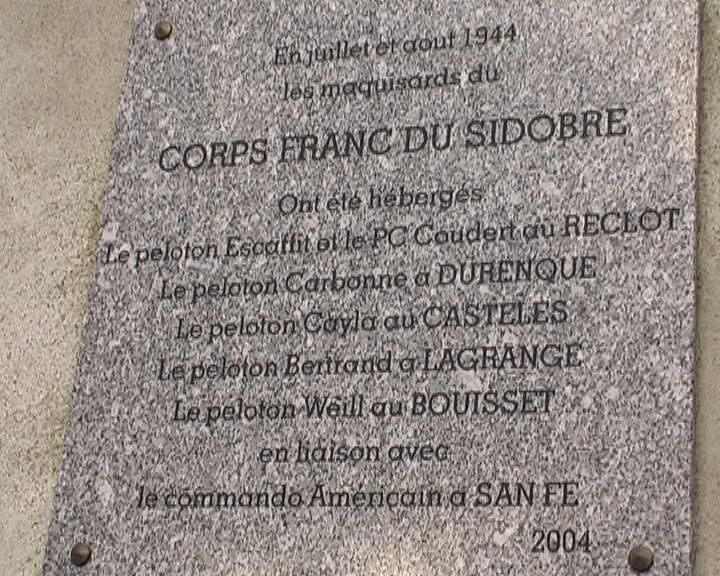 En juillet et aout 1944
les maquisards du
CORPS FRANC DU SIDOBRE
Ont été hébergés
Le peloton Escaffit et le PC Coudert au RECLOT
Le peloton Carbonne a DURENQUE
Le peloton Cayla au CASTELES
Le peloton Bertrand a LAGRANGE
Le peloton Weill au BOUISSET
en liaison avec
le commando Américain a SAN FE
2004